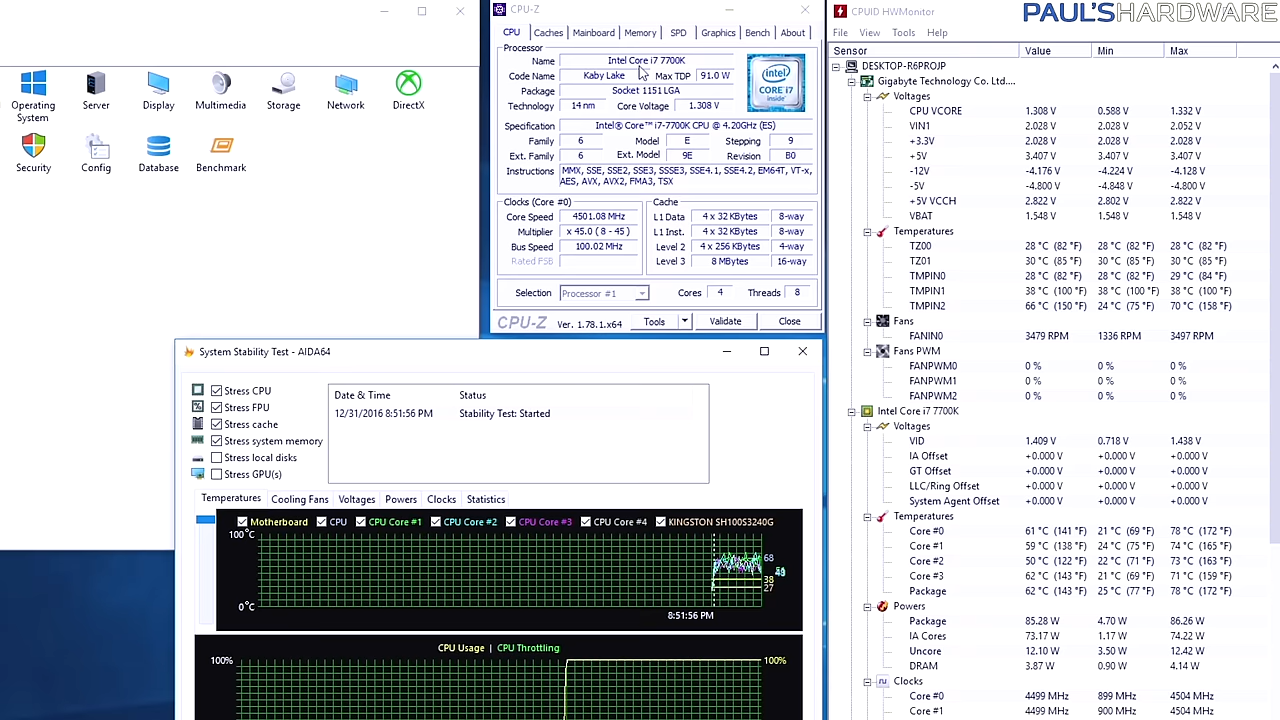 Operating System
Server
Display
Multimedia
Storage
Network
DirectX
Security
Config
Database
Benchmark
CPU-Z
CPU Caches Mainboard Memory SPD Graphics Bench About
Processor
Name Intel Core i7 7700K
Code Name Kaby Lake Max TDP 91.0 W
Package Socket 1151 LGA
Technology 14 nm Core Voltage 1.308 V
intel CORE i7 inside
Specification Intel® Core™ i7-7700K CPU @ 4.20GHz (ES)
Family 6 Model E Stepping 9
Ext. Family 6 Ext. Model 9E Revision B0
Instructions MMX, SSE, SSE2, SSE3, SSSE3, SSE4.1, SSE4.2, EM64T, VT-x,
AES, AVX, AVX2, FMA3, TSX
Clocks (Core #0)
Core Speed 4501.08 MHz
Multiplier x 45.0 ( 8 - 45 )
Bus Speed 100.02 MHz
Rated FSB
Cache
L1 Data 4 x 32 KBytes 8-way
L1 Inst. 4 x 32 KBytes 8-way
Level 2 4 x 256 KBytes 4-way
Level 3 8 MBytes 16-way
Selection Processor #1 Cores 4 Threads 8
CPU-Z Ver. 1.78.1.x64 Tools Validate Close
System Stability Test - AIDA64
Stress CPU
Stress FPU
Stress cache
Stress system memory
Stress local disks
Stress GPU(s)
Date & Time Status
12/31/2016 8:51:56 PM Stability Test: Started
Temperatures Cooling Fans Voltages Powers Clocks Statistics
Motherboard CPU CPU Core #1 CPU Core #2 CPU Core #3 CPU Core #4 KINGSTON SH100S3240G
100°C
68
38
27
0°C
8:51:56 PM
CPU Usage | CPU Throttling
100% 100%
CPUID HWMonitor
PAUL'SHARDWARE
File View Tools Help
Sensor Value Min Max
DESKTOP-R6PROJP
Gigabyte Technology Co. Ltd....
Voltages
CPU VCORE 1.308 V 0.588 V 1.332 V
VIN1 2.028 V 2.028 V 2.052 V
+3.3V 2.028 V 2.028 V 2.028 V
+5V 3.407 V 3.407 V 3.407 V
-12V -4.176 V -4.224 V -4.128 V
-5V -4.800 V -4.848 V -4.800 V
+5V VCCH 2.822 V 2.802 V 2.822 V
VBAT 1.548 V 1.548 V 1.548 V
Temperatures
TZ00 28 °C (82 °F) 28 °C (82 °F) 28 °C (82 °F)
TZ01 30 °C (85 °F) 30 °C (85 °F) 30 °C (85 °F)
TMPIN0 28 °C (82 °F) 28 °C (82 °F) 29 °C (84 °F)
TMPIN1 38 °C (100 °F) 38 °C (100 °F) 38 °C (100 °F)
TMPIN2 66 °C (150 °F) 24 °C (75 °F) 70 °C (158 °F)
Fans
FANIN0 3479 RPM 1336 RPM 3497 RPM
Fans PWM
FANPWM0 0 % 0 % 0 %
FANPWM1 0 % 0 % 0 %
FANPWM2 0 % 0 % 0 %
Intel Core i7 7700K
Voltages
VID 1.409 V 0.718 V 1.438 V
IA Offset +0.000 V +0.000 V +0.000 V
GT Offset +0.000 V +0.000 V +0.000 V
LLC/Ring Offset +0.000 V +0.000 V +0.000 V
System Agent Offset +0.000 V +0.000 V +0.000 V
Temperatures
Core #0 61 °C (141 °F) 21 °C (69 °F) 78 °C (172 °F)
Core #1 59 °C (138 °F) 24 °C (75 °F) 74 °C (165 °F)
Core #2 50 °C (122 °F) 22 °C (71 °F) 73 °C (163 °F)
Core #3 62 °C (143 °F) 21 °C (69 °F) 71 °C (159 °F)
Package 62 °C (143 °F) 25 °C (77 °F) 78 °C (172 °F)
Powers
Package 85.28 W 4.70 W 86.26 W
IA Cores 73.17 W 1.17 W 74.22 W
Uncore 12.10 W 3.50 W 12.42 W
DRAM 3.87 W 0.90 W 4.14 W
Clocks
Core #0 4499 MHz 899 MHz 4504 MHz
Core #1 4499 MHz 900 MHz 4504 MHz